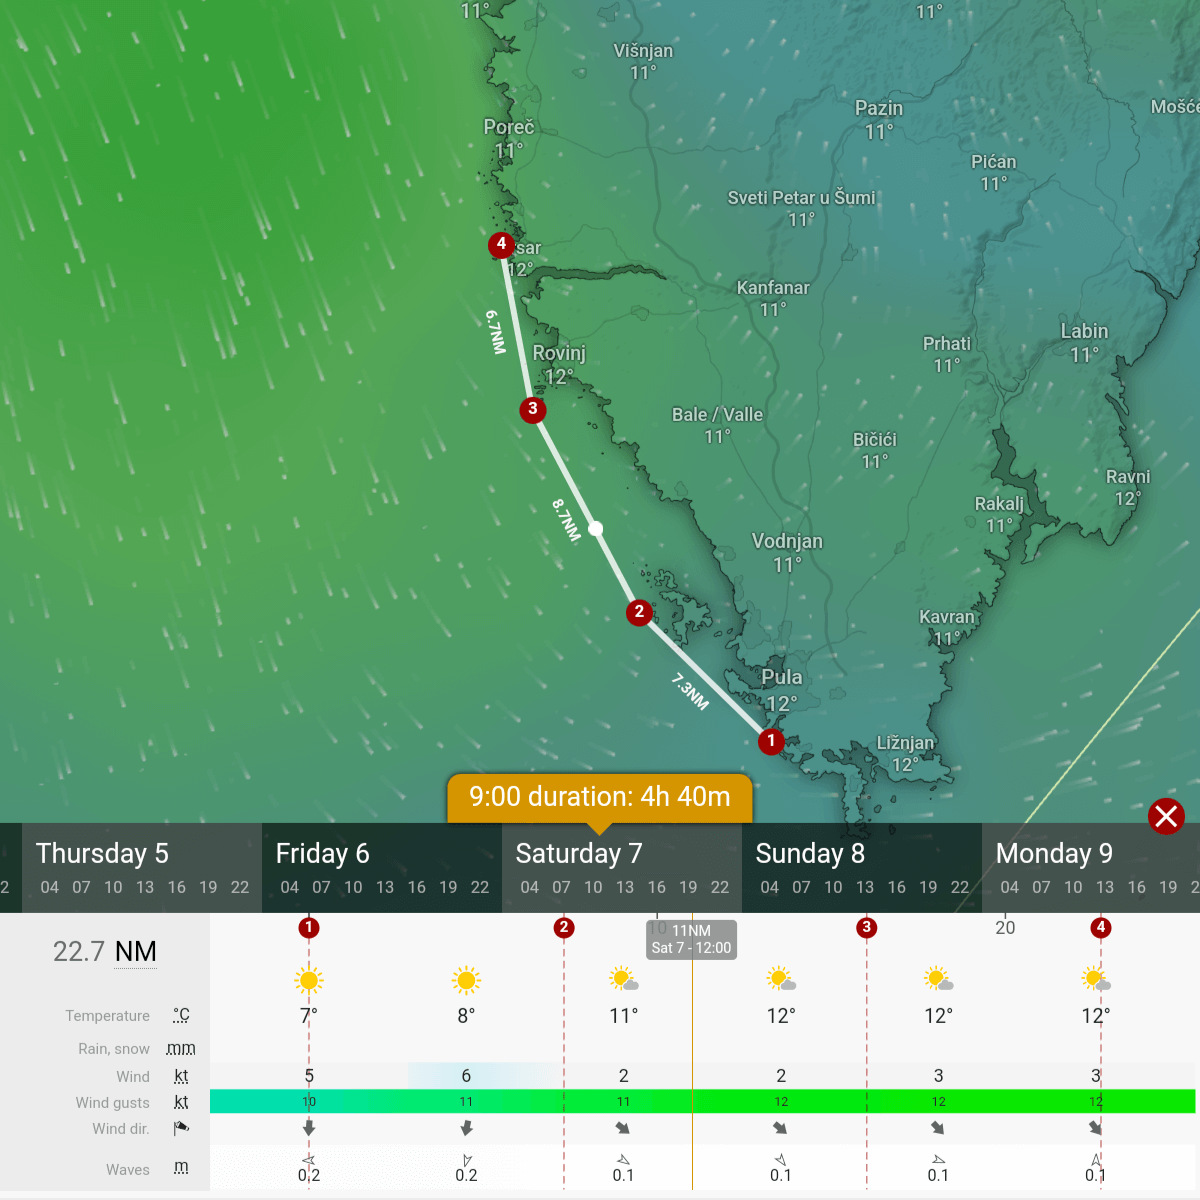 11°
11°
Višnjan
11°
Pazin
11°
Mošće
Poreč
11°
Pićan
11°
Sveti Petar u Šumi
11°
4
sar
12°
Kanfanar
11°
6.7NM
Rovinj
12°
Prhati
11°
Labin
11°
3
Bale / Valle
11°
Bičići
11°
Ravni
12°
8.7NM
Rakalj
11°
Vodnjan
11°
2
Kavran
11°
7.3NM
Pula
12°
1
Ližnjan
12°
9:00 duration: 4h 40m
Thursday 5
Friday 6
Saturday 7
Sunday 8
Monday 9
2 04 07 10 13 16 19 22 04 07 10 13 16 19 22 04 07 10 13 16 19 22 04 07 10 13 16 19 22 04 07 10 13 16 19 2
1 2 10 3 20 4
11NM
Sat 7 - 12:00
22.7 NM
Temperature °C 7° 8° 11° 12° 12° 12°
Rain, snow mm
Wind kt 5 6 2 2 3 3
Wind gusts kt 10 11 11 12 12 12
Wind dir.
Waves m 0.2 0.2 0.1 0.1 0.1 0.1